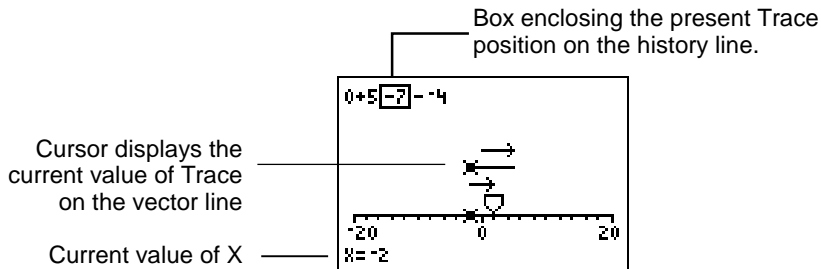 Box enclosing the present Trace
position on the history line.
0+5-7-⁻4
Cursor displays the
current value of Trace
on the vector line
⁻20 0 20
Current value of X
X=⁻2